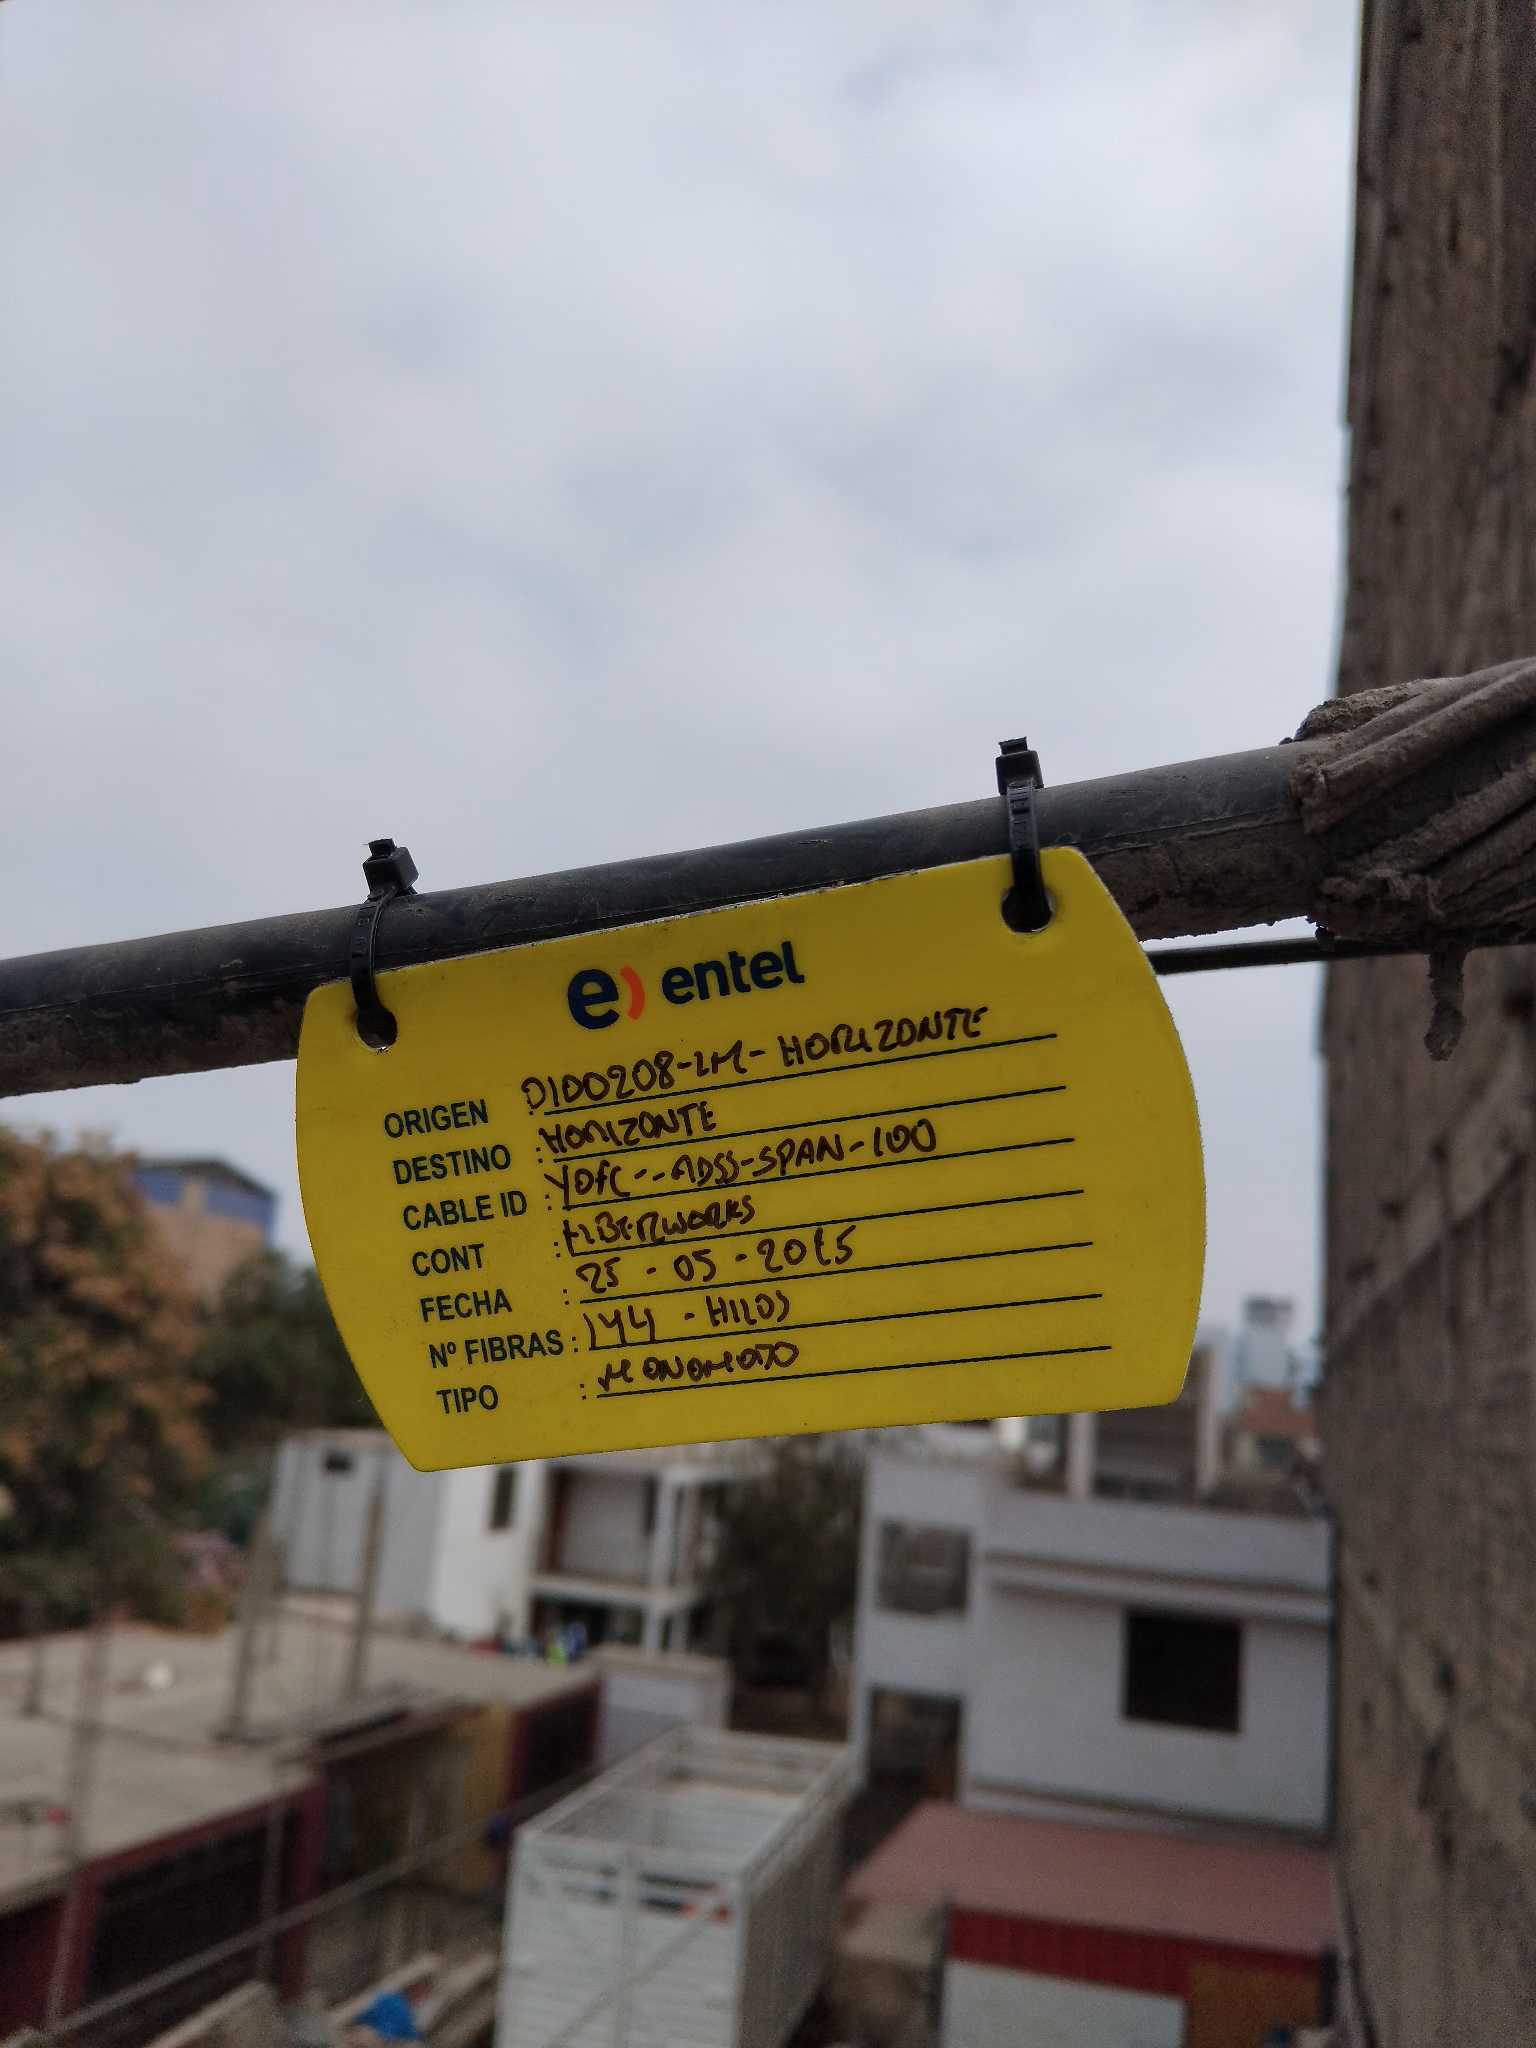 e) entel
ORIGEN : 0100208-LM-HORIZONTE
DESTINO : HORIZONTE
CABLE ID : YOFC--ADSS-SPAN-100
CONT : FIBERWORKS
FECHA : 25-05-2015
Nº FIBRAS : 144 - HILOS
TIPO : MONOMODO